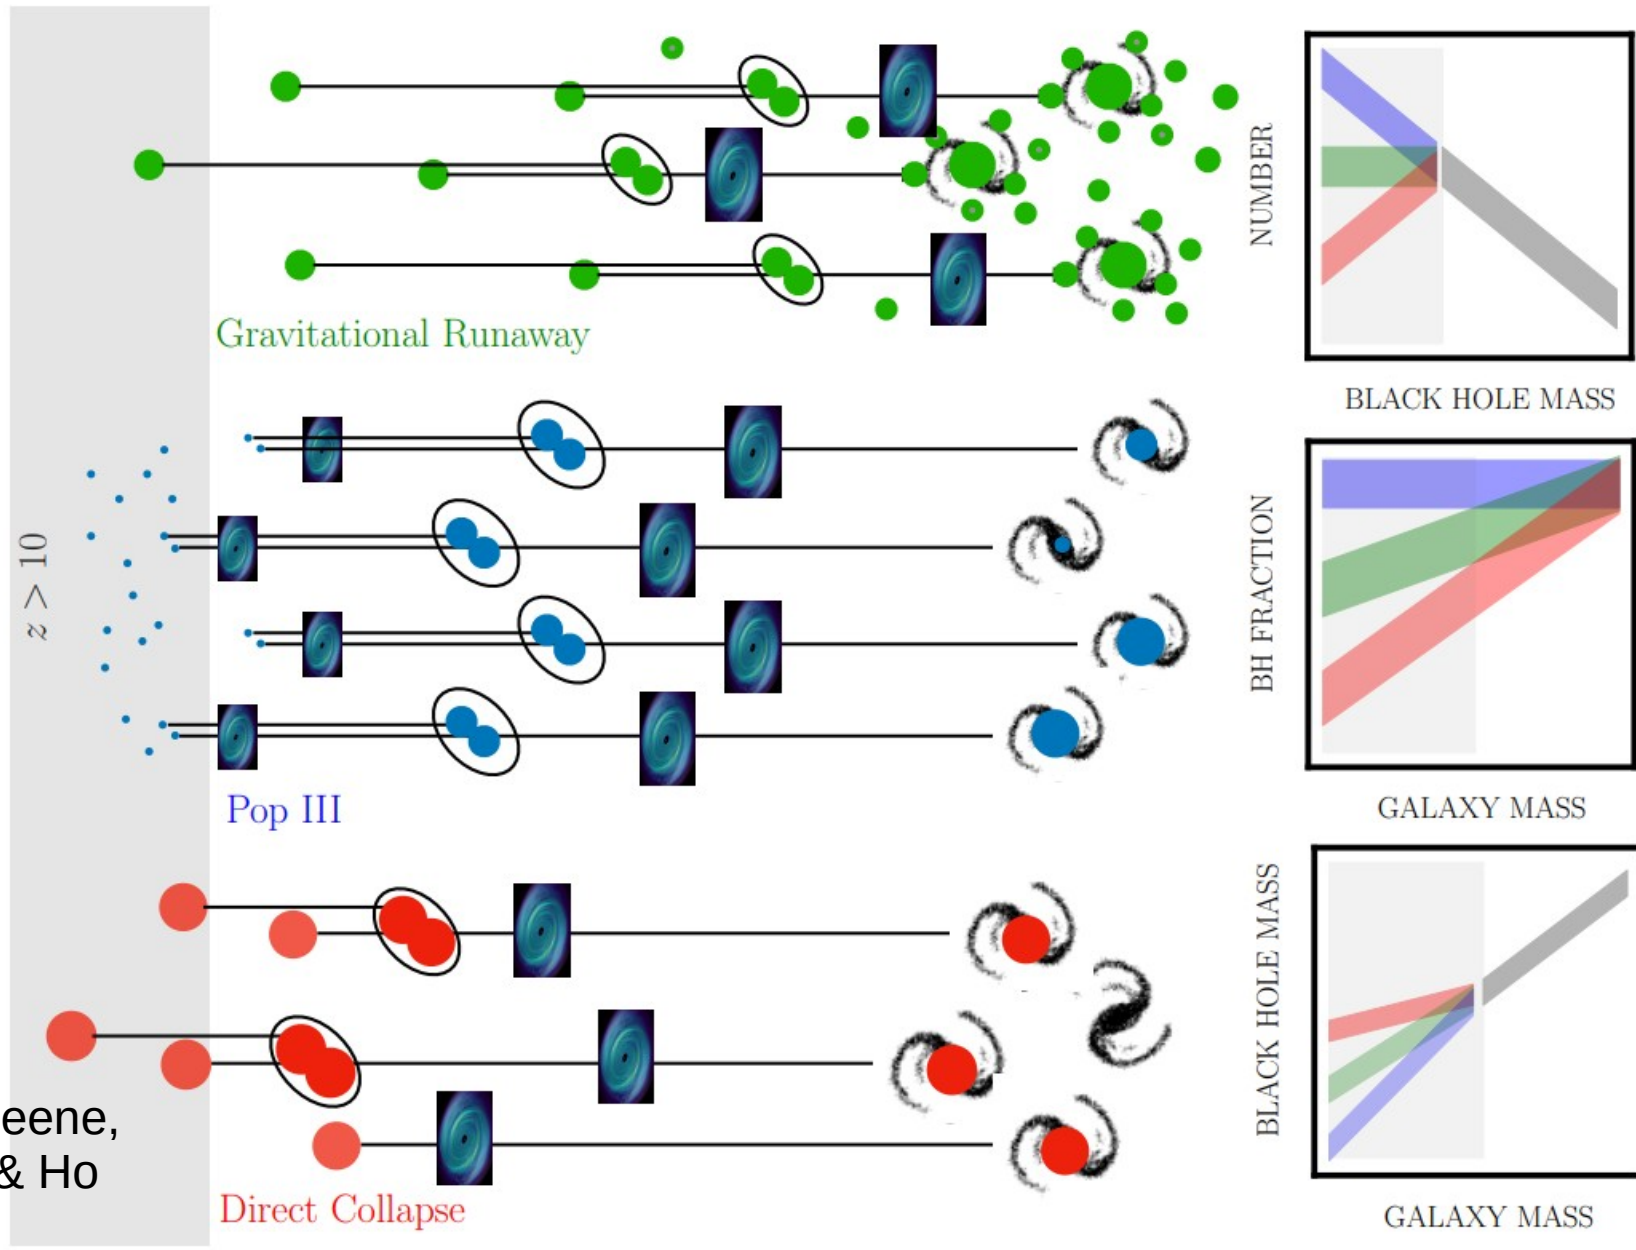 z > 10
Gravitational Runaway
Pop III
eene,
& Ho
Direct Collapse
NUMBER
BLACK HOLE MASS
BH FRACTION
GALAXY MASS
BLACK HOLE MASS
GALAXY MASS